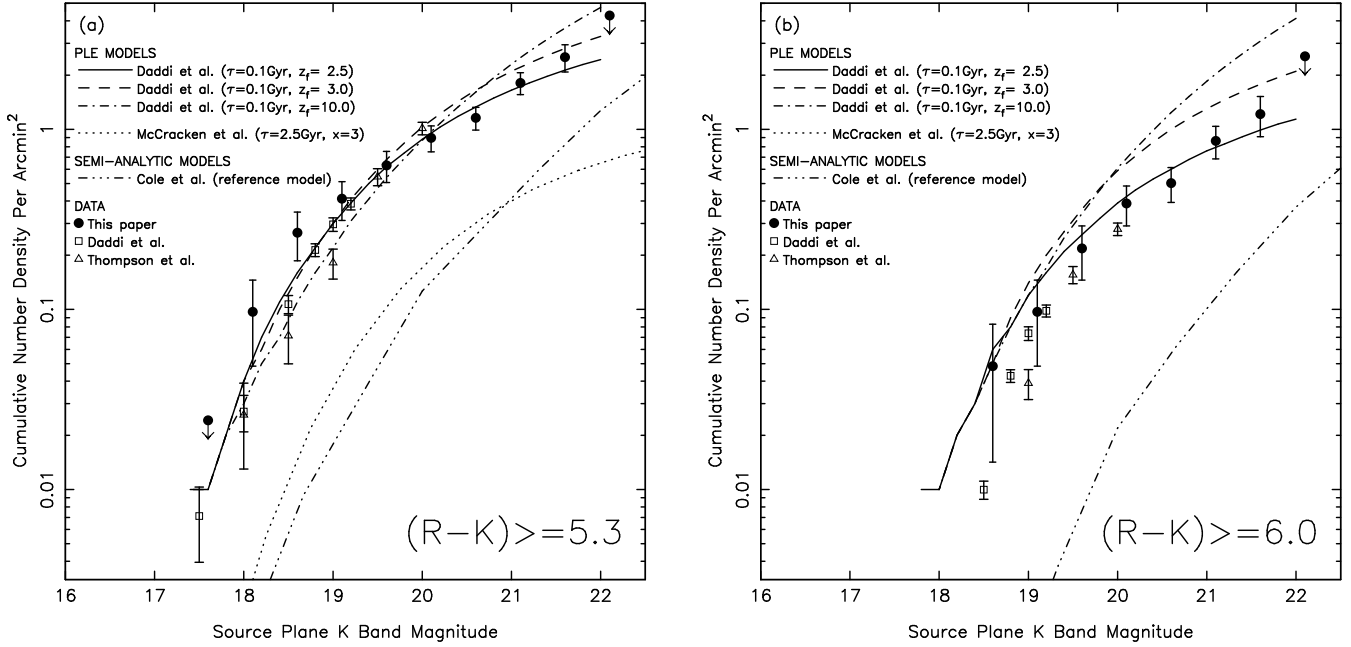 (a)
PLE MODELS
Daddi et al. (τ=0.1Gyr, z_f= 2.5)
Daddi et al. (τ=0.1Gyr, z_f= 3.0)
Daddi et al. (τ=0.1Gyr, z_f=10.0)
McCracken et al. (τ=2.5Gyr, x=3)
SEMI-ANALYTIC MODELS
Cole et al. (reference model)
DATA
This paper
Daddi et al.
Thompson et al.
(R-K)>=5.3
Cumulative Number Density Per Arcmin²
1
0.1
0.01
16 17 18 19 20 21 22
Source Plane K Band Magnitude
(b)
PLE MODELS
Daddi et al. (τ=0.1Gyr, z_f= 2.5)
Daddi et al. (τ=0.1Gyr, z_f= 3.0)
Daddi et al. (τ=0.1Gyr, z_f=10.0)
McCracken et al. (τ=2.5Gyr, x=3)
SEMI-ANALYTIC MODELS
Cole et al. (reference model)
DATA
This paper
Daddi et al.
Thompson et al.
(R-K)>=6.0
Cumulative Number Density Per Arcmin²
1
0.1
0.01
16 17 18 19 20 21 22
Source Plane K Band Magnitude